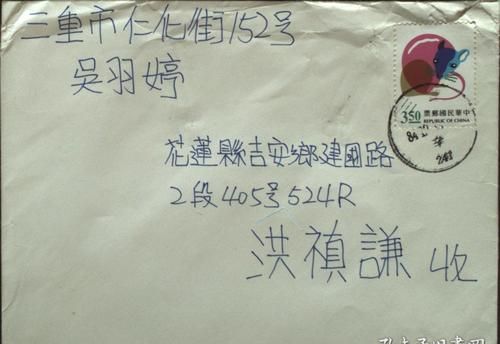 三重市仁化街152号
吳羽婷
350
票郵國民華中
REPUBLIC OF CHINA
花蓮縣吉安鄉建國路
2段405号524R
洪禎謙 收